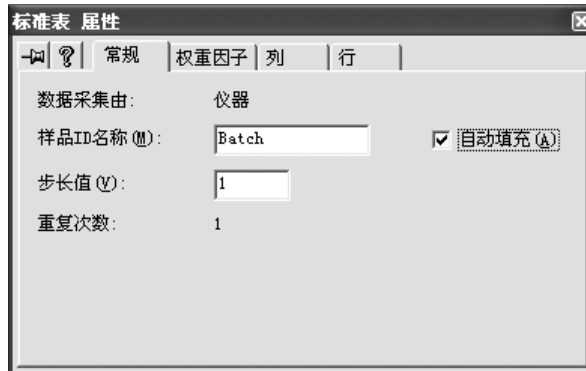 标准表 属性
常规 权重因子 列 行
数据采集由: 仪器
样品ID名称(M): Batch 自动填充(A)
步长值(V): 1
重复次数: 1